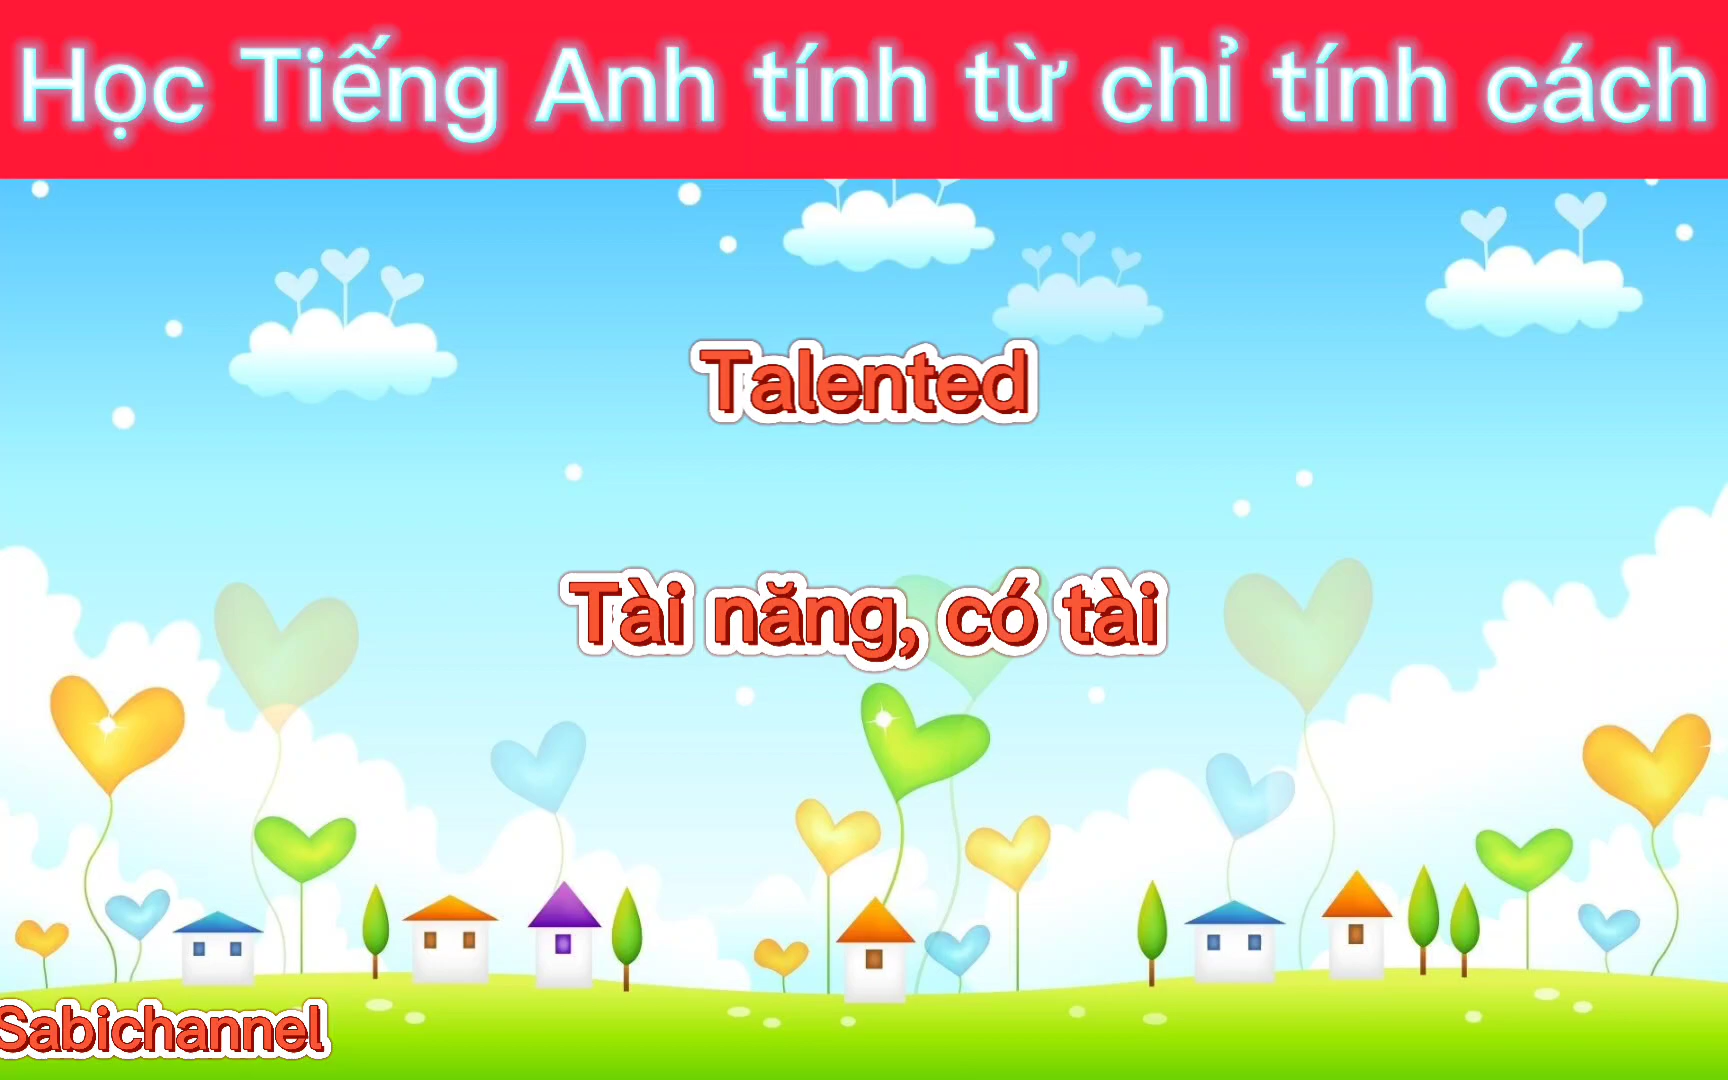 Học Tiếng Anh tính từ chỉ tính cách
Talented
Tài năng, có tài
Sabichannel